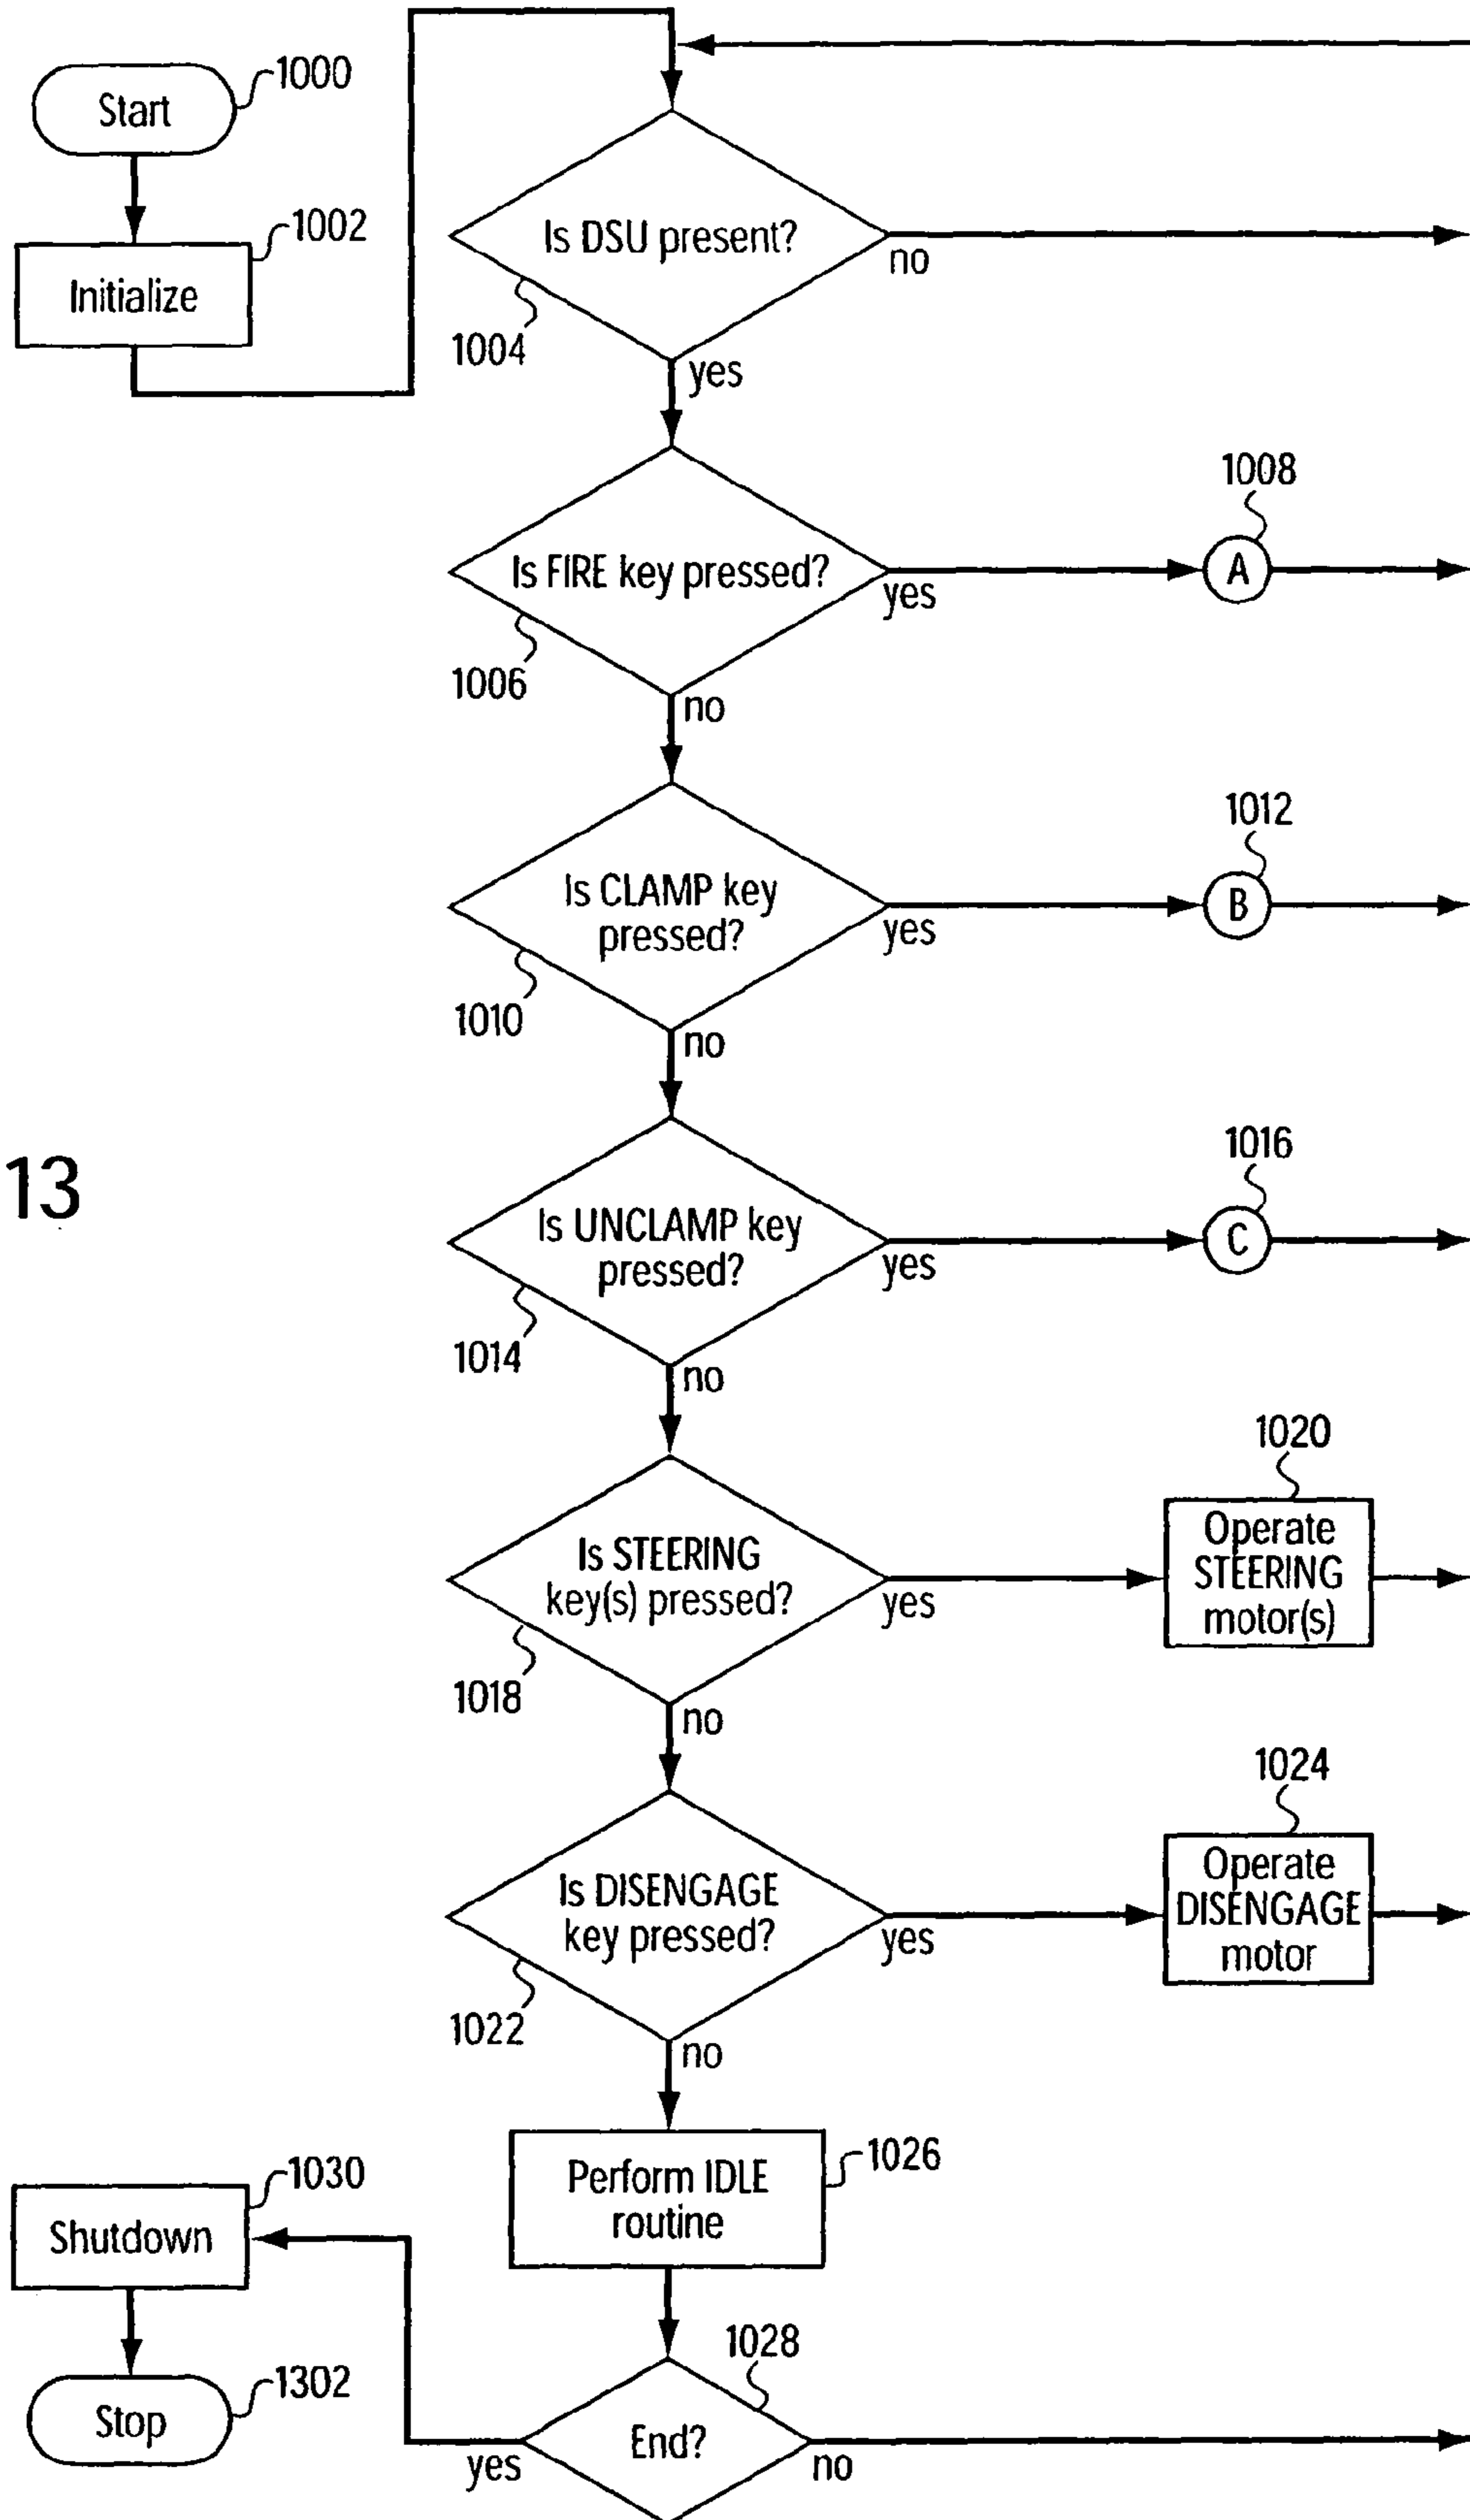 1000
Start
1002
Initialize
Is DSU present?
no
1004
yes
1008
Is FIRE key pressed?
A
yes
1006
no
1012
Is CLAMP key
pressed?
B
yes
1010
no
13
1016
Is UNCLAMP key
pressed?
C
yes
1014
no
1020
Is STEERING
key(s) pressed?
yes
Operate
STEERING
motor(s)
1018
no
1024
Is DISENGAGE
key pressed?
yes
Operate
DISENGAGE
motor
1022
no
1026
Perform IDLE
routine
1030
Shutdown
1028
1302
Stop
End?
yes
no